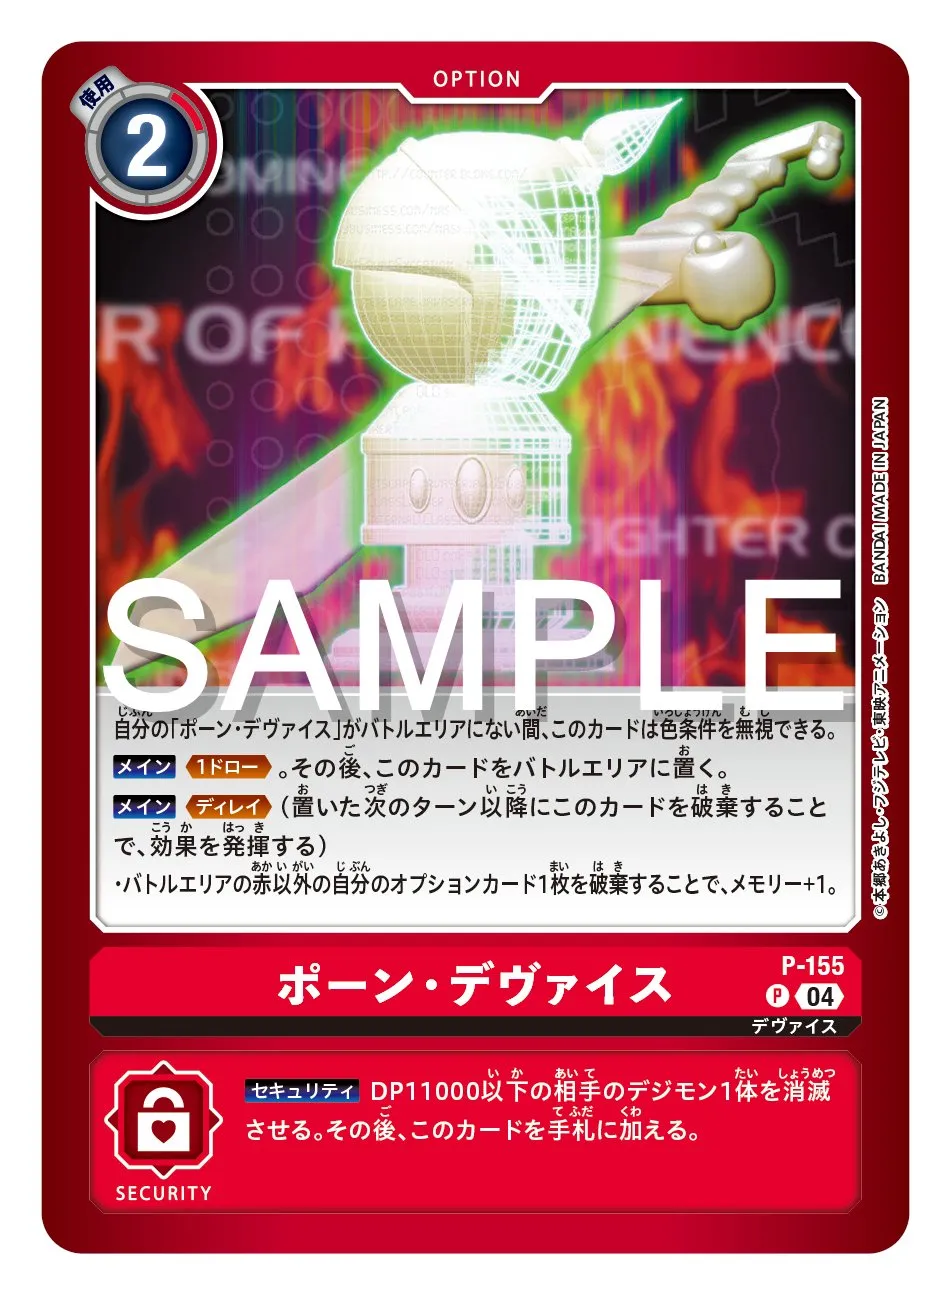 OPTION
使用
2
OMINE
TP://COUNTER.DLONG.COM/
BUSINESS.COM/MAS
R OF
NENCE
FIGHTER O
SAMPLE
自分の「ポーン・デヴァイス」がバトルエリアにない間、このカードは色条件を無視できる。
メイン 1ドロー 。その後、このカードをバトルエリアに置く。
メイン ディレイ (置いた次のターン以降にこのカードを破棄すること
で、効果を発揮する)
・バトルエリアの赤以外の自分のオプションカード1枚を破棄することで、メモリー+1。
©本郷あきよし・フジテレビ・東映アニメーション BANDAI MADE IN JAPAN
ポーン・デヴァイス
P-155
P 04
デヴァイス
セキュリティ DP11000以下の相手のデジモン1体を消滅
させる。その後、このカードを手札に加える。
SECURITY